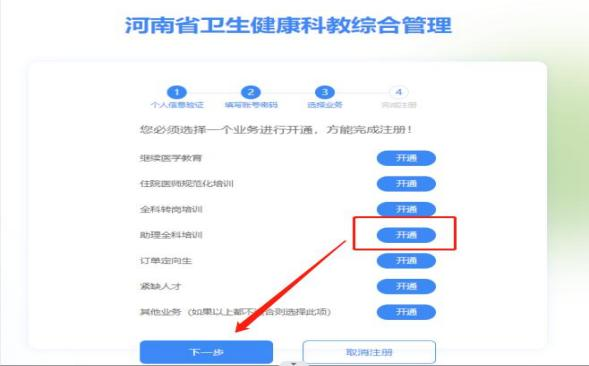 河南省卫生健康科教综合管理
1 2 3 4
个人信息验证 填写账号密码 选择业务 完成注册
您必须选择一个业务进行开通，方能完成注册！
继续医学教育 开通
住院医师规范化培训 开通
全科转岗培训 开通
助理全科培训 开通
订单定向生 开通
紧缺人才 开通
其他业务（如果以上都不符合则选择此项） 开通
下一步 取消注册